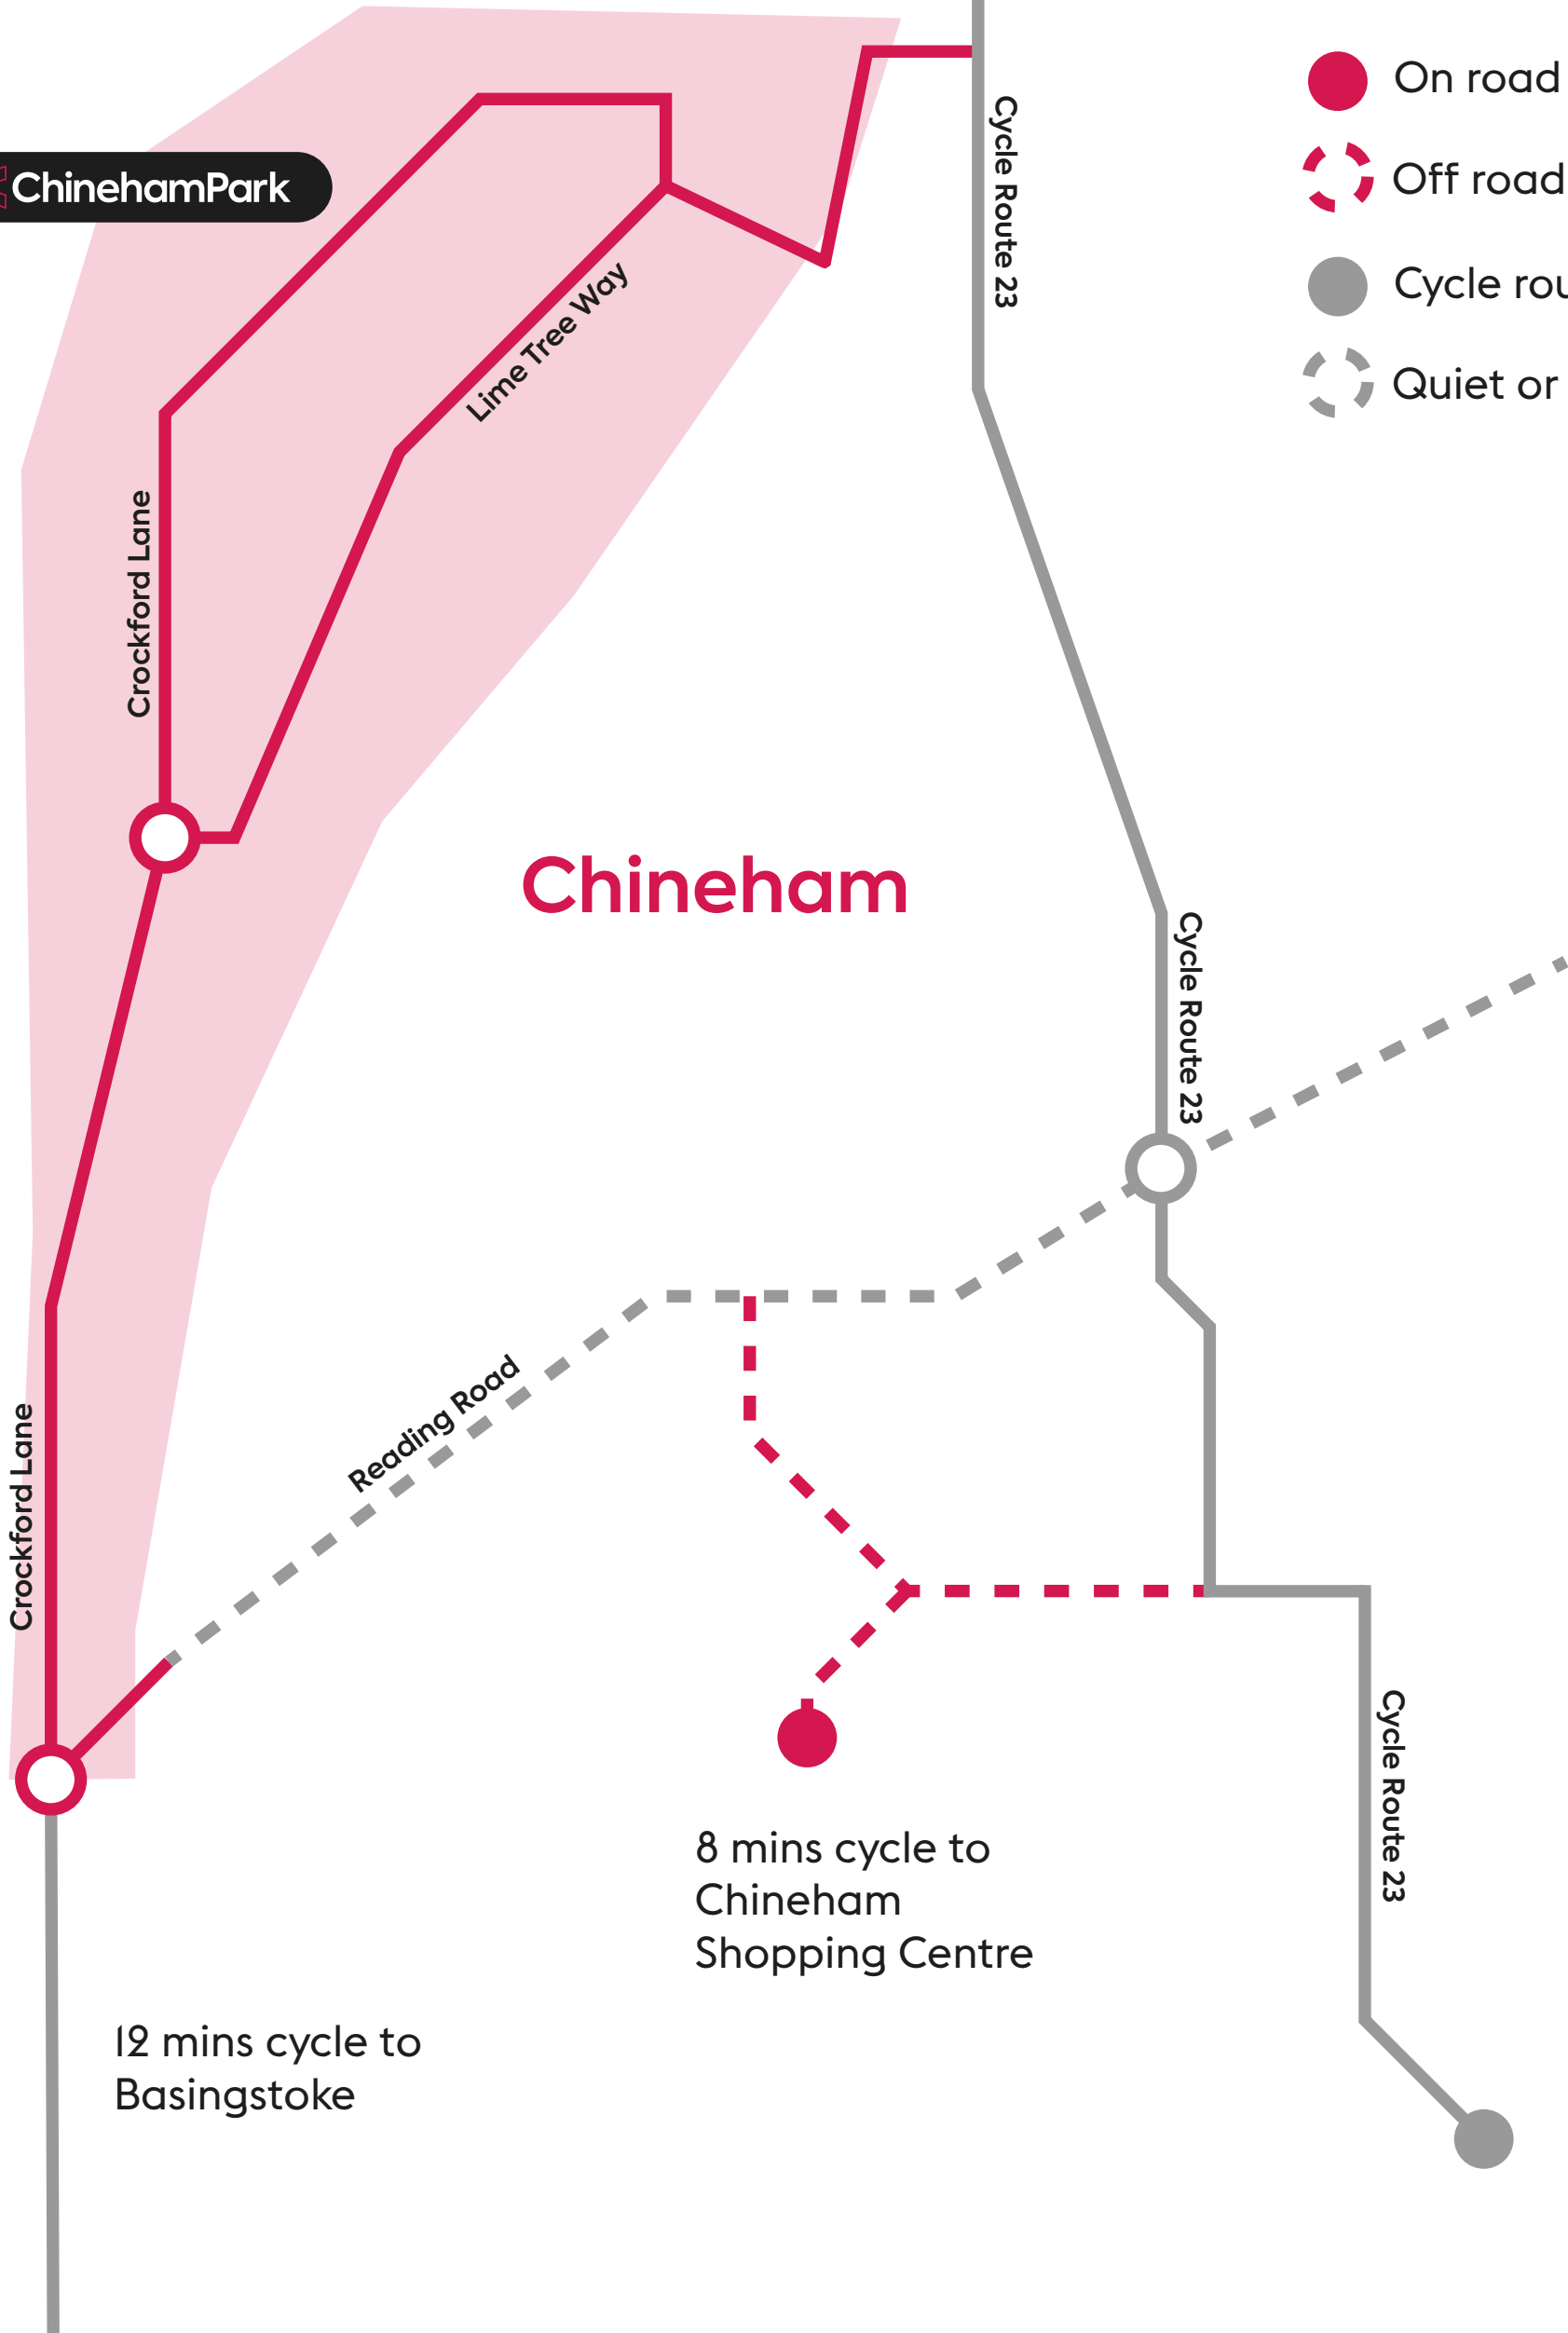 On road
Off road
Cycle
Quiet or
ChinehamPark
Cycle Route 23
Lime Tree Way
Crockford Lane
Chineham
Cycle Route 23
Reading Road
Crockford Lane
Cycle Route 23
8 mins cycle to
Chineham
Shopping Centre
12 mins cycle to
Basingstoke